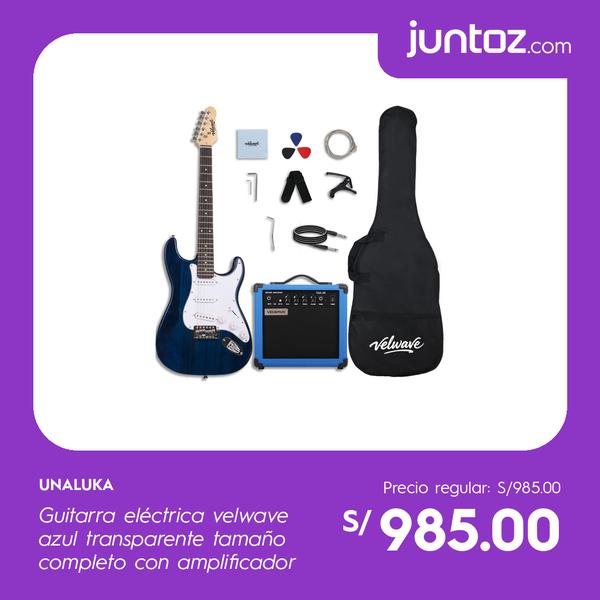 juntoz.com
velwave
UNALUKA
Guitarra eléctrica velwave
azul transparente tamaño
completo con amplificador
Precio regular: S/985.00
S/ 985.00